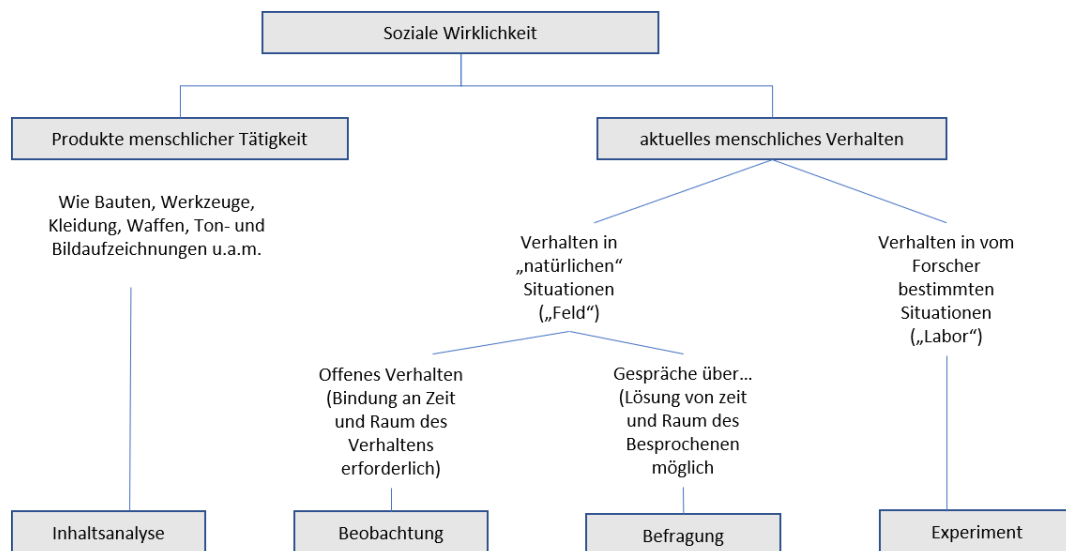 Soziale Wirklichkeit
Produkte menschlicher Tätigkeit
aktuelles menschliches Verhalten
Wie Bauten, Werkzeuge,
Kleidung, Waffen, Ton- und
Bildaufzeichnungen u.a.m.
Verhalten in
„natürlichen“
Situationen
(„Feld“)
Verhalten in vom
Forscher
bestimmten
Situationen
(„Labor“)
Offenes Verhalten
(Bindung an Zeit
und Raum des
Verhaltens
erforderlich)
Gespräche über…
(Lösung von zeit
und Raum des
Besprochenen
möglich
Inhaltsanalyse
Beobachtung
Befragung
Experiment